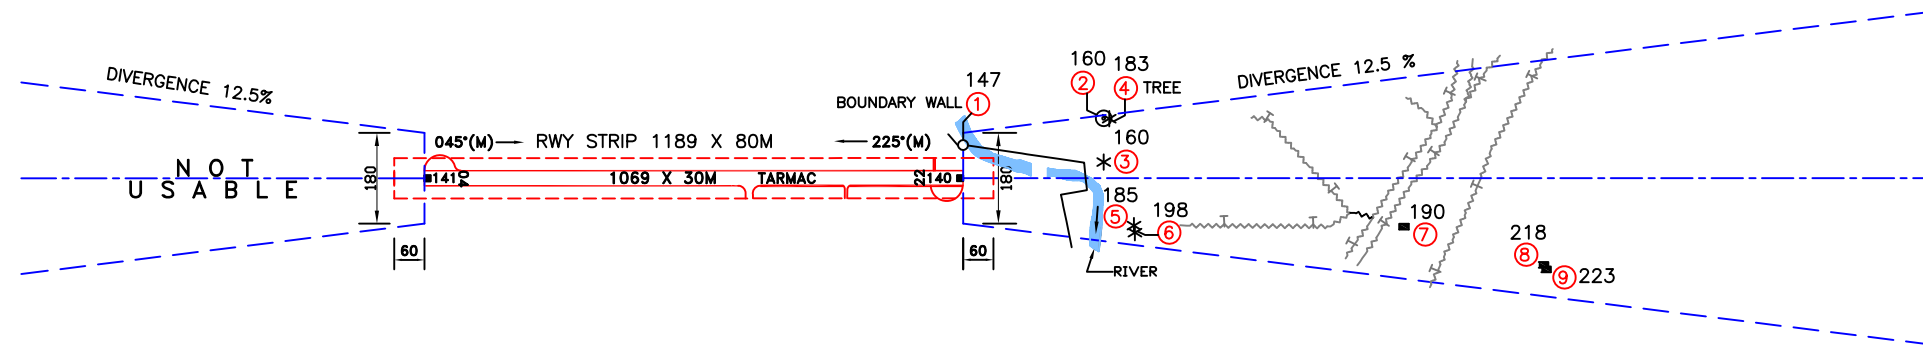 DIVERGENCE 12.5%
NOT
USABLE
180
60
045°(M)
RWY STRIP 1189 X 80M
225°(M)
141
04
1069 X 30M
TARMAC
22
140
180
60
BOUNDARY WALL
147
1
160
2
183
4
TREE
160
3
185
5
198
6
RIVER
DIVERGENCE 12.5 %
190
7
218
8
9
223